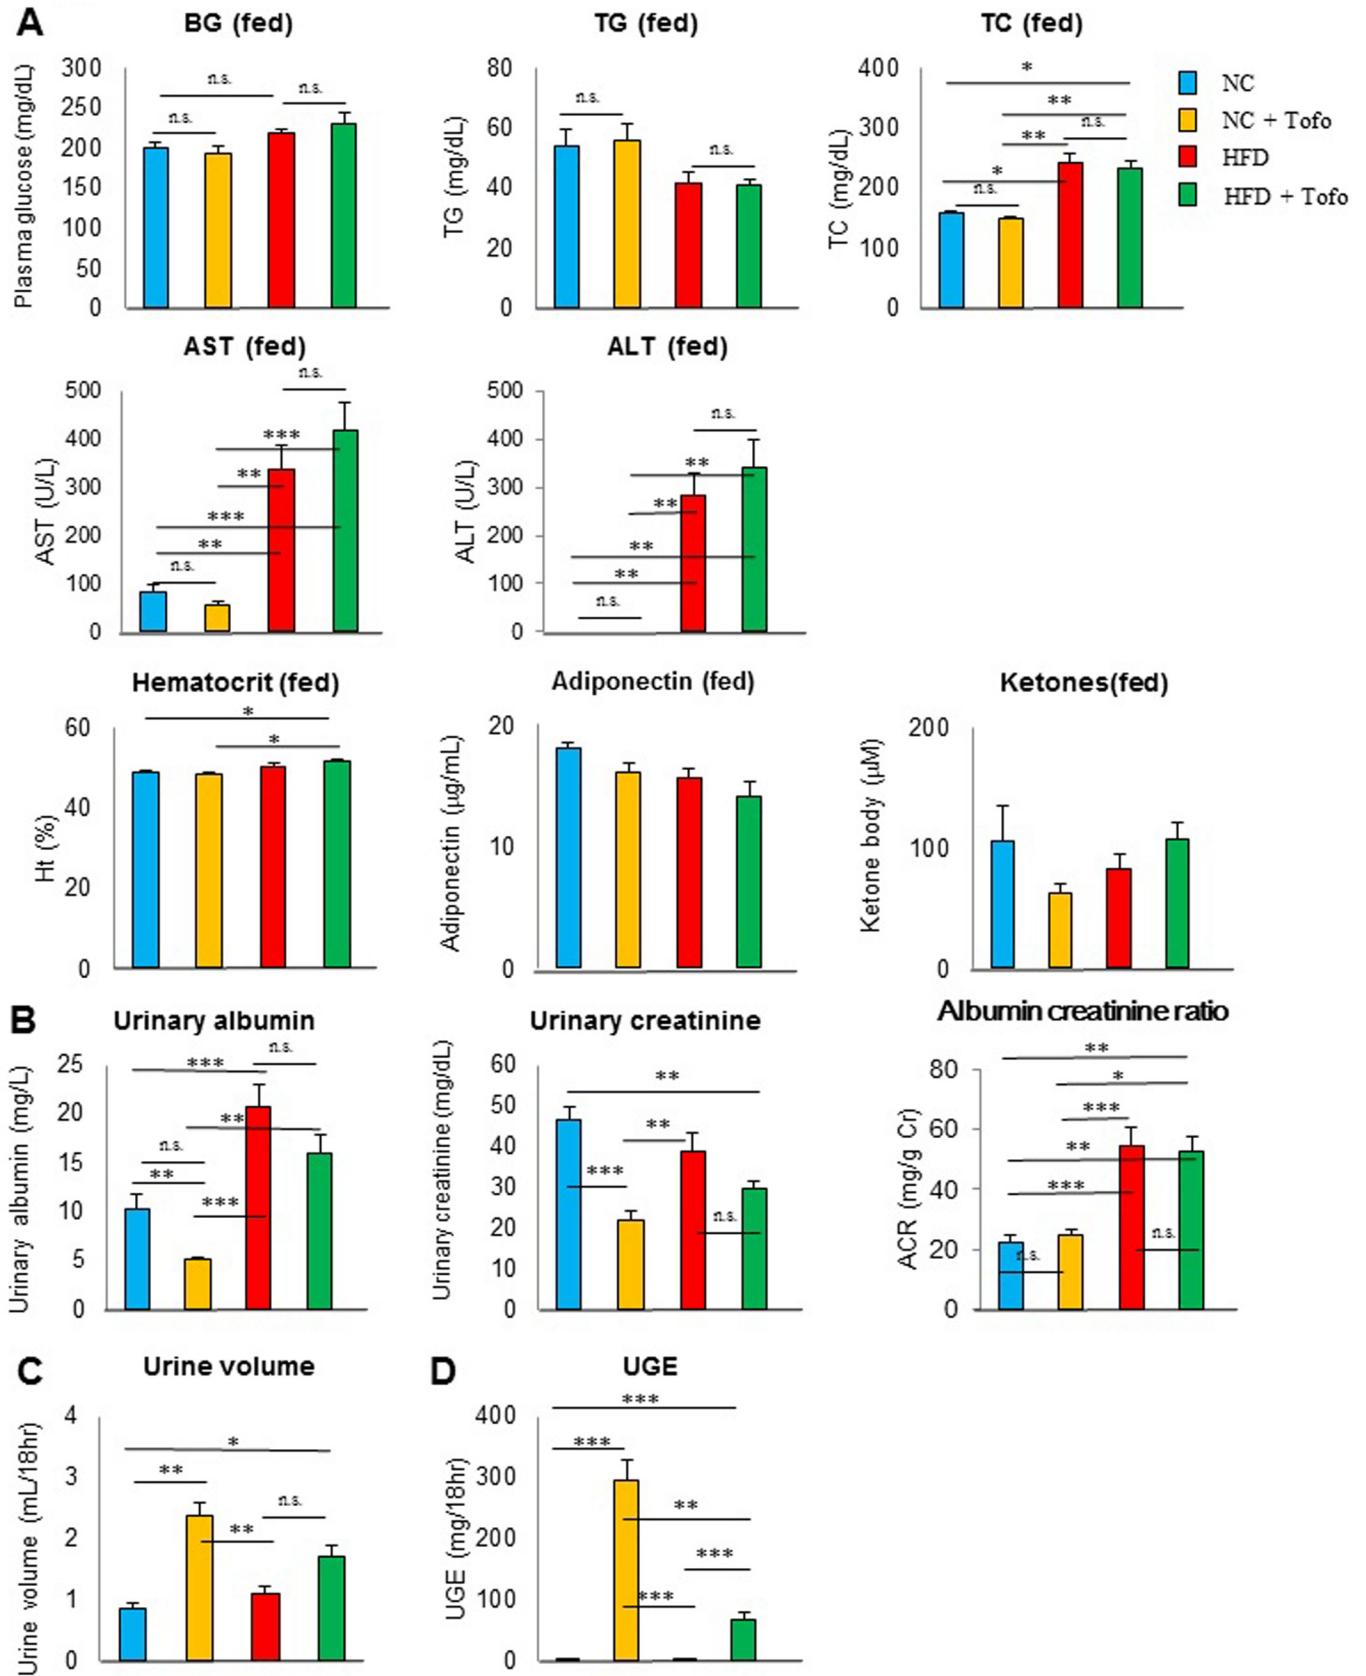 A
BG (fed)
TG (fed)
TC (fed)
Plasma glucose (mg/dL)
300
250
200
150
100
50
0
n.s.
n.s.
n.s.
TG (mg/dL)
80
60
40
20
0
n.s.
n.s.
TC (mg/dL)
400
300
200
100
0
*
**
n.s.
**
*
n.s.
NC
NC + Tofo
HFD
HFD + Tofo
AST (fed)
ALT (fed)
AST (U/L)
500
400
300
200
100
0
n.s.
***
**
***
**
n.s.
ALT (U/L)
500
400
300
200
100
0
n.s.
**
**
**
**
n.s.
Hematocrit (fed)
Adiponectin (fed)
Ketones(fed)
Ht (%)
60
40
20
0
*
*
Adiponectin (μg/mL)
20
10
0
Ketone body (μM)
200
100
0
B
Urinary albumin
Urinary creatinine
Albumin creatinine ratio
Urinary albumin (mg/L)
25
20
15
10
5
0
n.s.
***
**
n.s.
**
***
Urinary creatinine (mg/dL)
60
50
40
30
20
10
0
**
**
***
n.s.
ACR (mg/g Cr)
80
60
40
20
0
**
*
***
**
***
n.s.
n.s.
C
Urine volume
D
UGE
Urine volume (mL/18hr)
4
3
2
1
0
*
**
n.s.
**
UGE (mg/18hr)
400
300
200
100
0
***
***
**
***
***